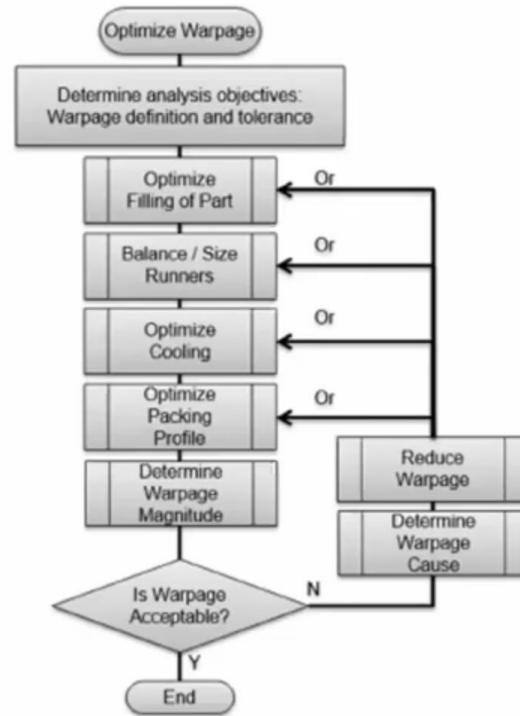 Optimize Warpage
Determine analysis objectives:
Warpage definition and tolerance
Optimize
Filling of Part
Or
Balance / Size
Runners
Or
Optimize
Cooling
Or
Optimize
Packing
Profile
Or
Reduce
Warpage
Determine
Warpage
Magnitude
Determine
Warpage
Cause
Is Warpage
Acceptable?
N
Y
End